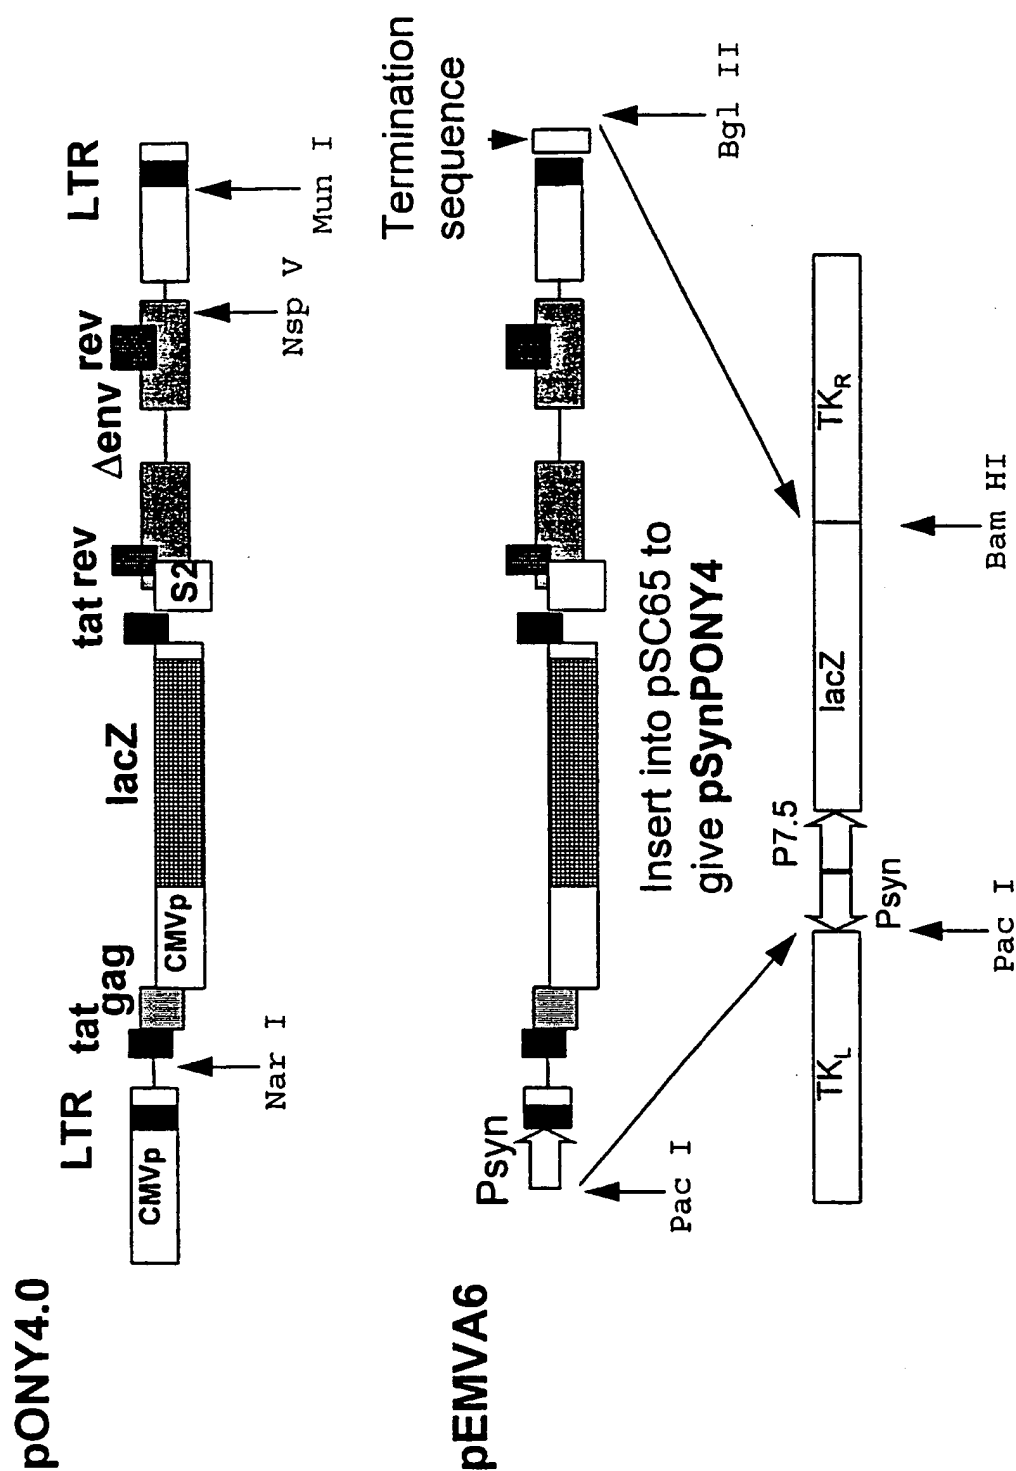 pONY4.0
LTR
tat
gag
lacZ
tat
rev
Δenv
rev
LTR
CMVp
CMVp
S2
Nar I
Nsp V
Mun I
pEMVA6
Psyn
Termination
sequence
Pac I
Bgl II
Insert into pSC65 to
give pSynPONY4
P7.5
TKL
lacZ
TKR
Psyn
Pac I
Bam HI